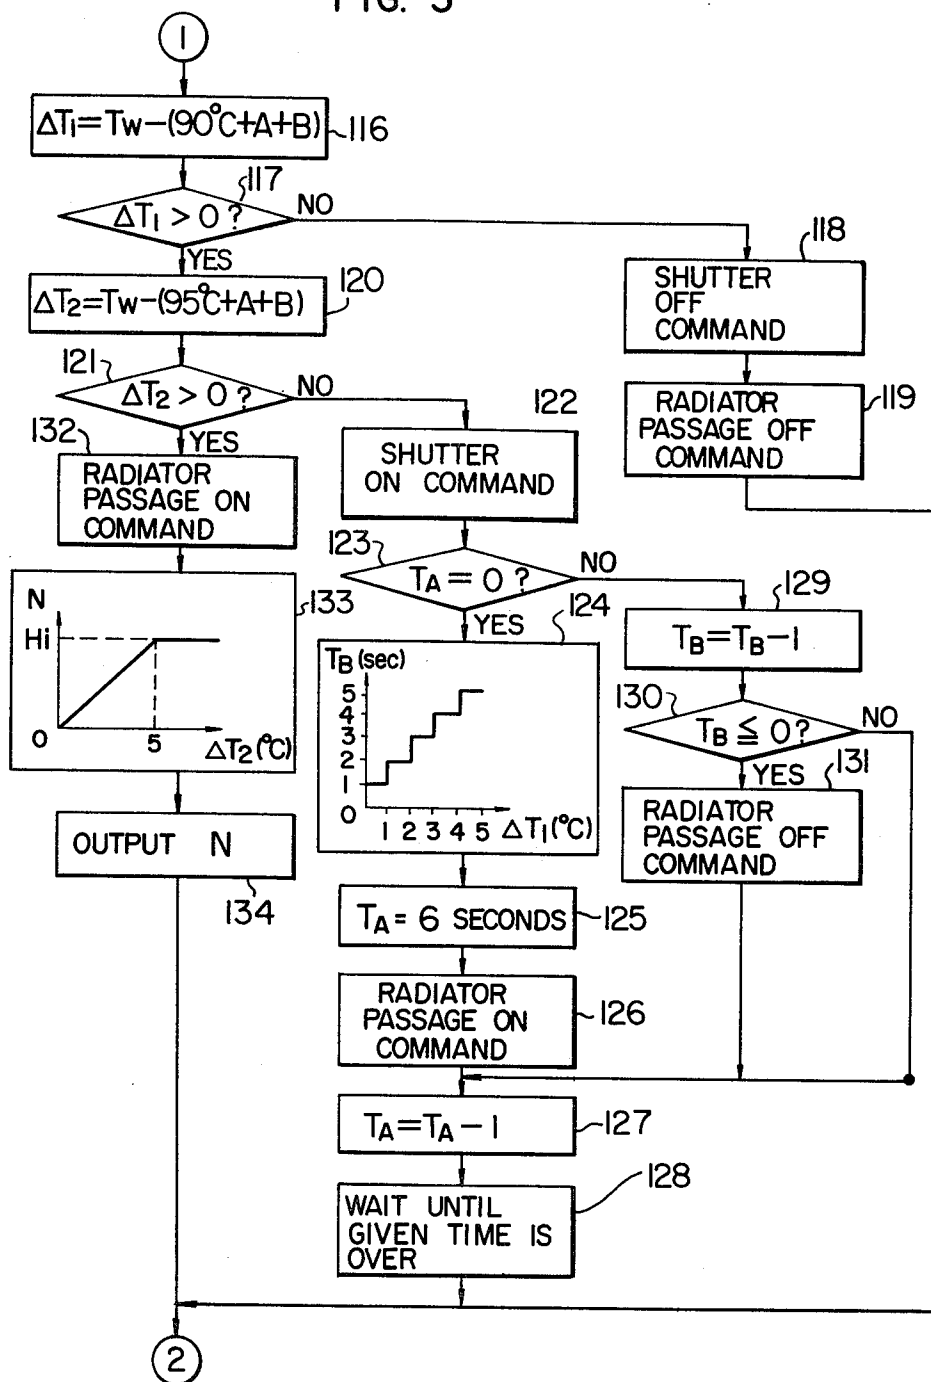 FIG. 5
1
ΔT1=TW−(90°C+A+B)
116
117
ΔT1 > 0 ?
NO
YES
118
SHUTTER
OFF
COMMAND
120
ΔT2=TW−(95°C+A+B)
121
ΔT2 > 0 ?
NO
YES
119
RADIATOR
PASSAGE OFF
COMMAND
122
SHUTTER
ON COMMAND
132
RADIATOR
PASSAGE ON
COMMAND
123
TA = 0 ?
NO
YES
133
N
Hi
0
5
ΔT2 (°C)
124
TB (sec)
5
4
3
2
1
0
1 2 3 4 5
ΔT1 (°C)
129
TB=TB−1
130
TB ≦ 0?
NO
YES
131
RADIATOR
PASSAGE OFF
COMMAND
OUTPUT N
134
TA = 6 SECONDS
125
RADIATOR
PASSAGE ON
COMMAND
126
TA=TA − 1
127
128
WAIT UNTIL
GIVEN TIME IS
OVER
2